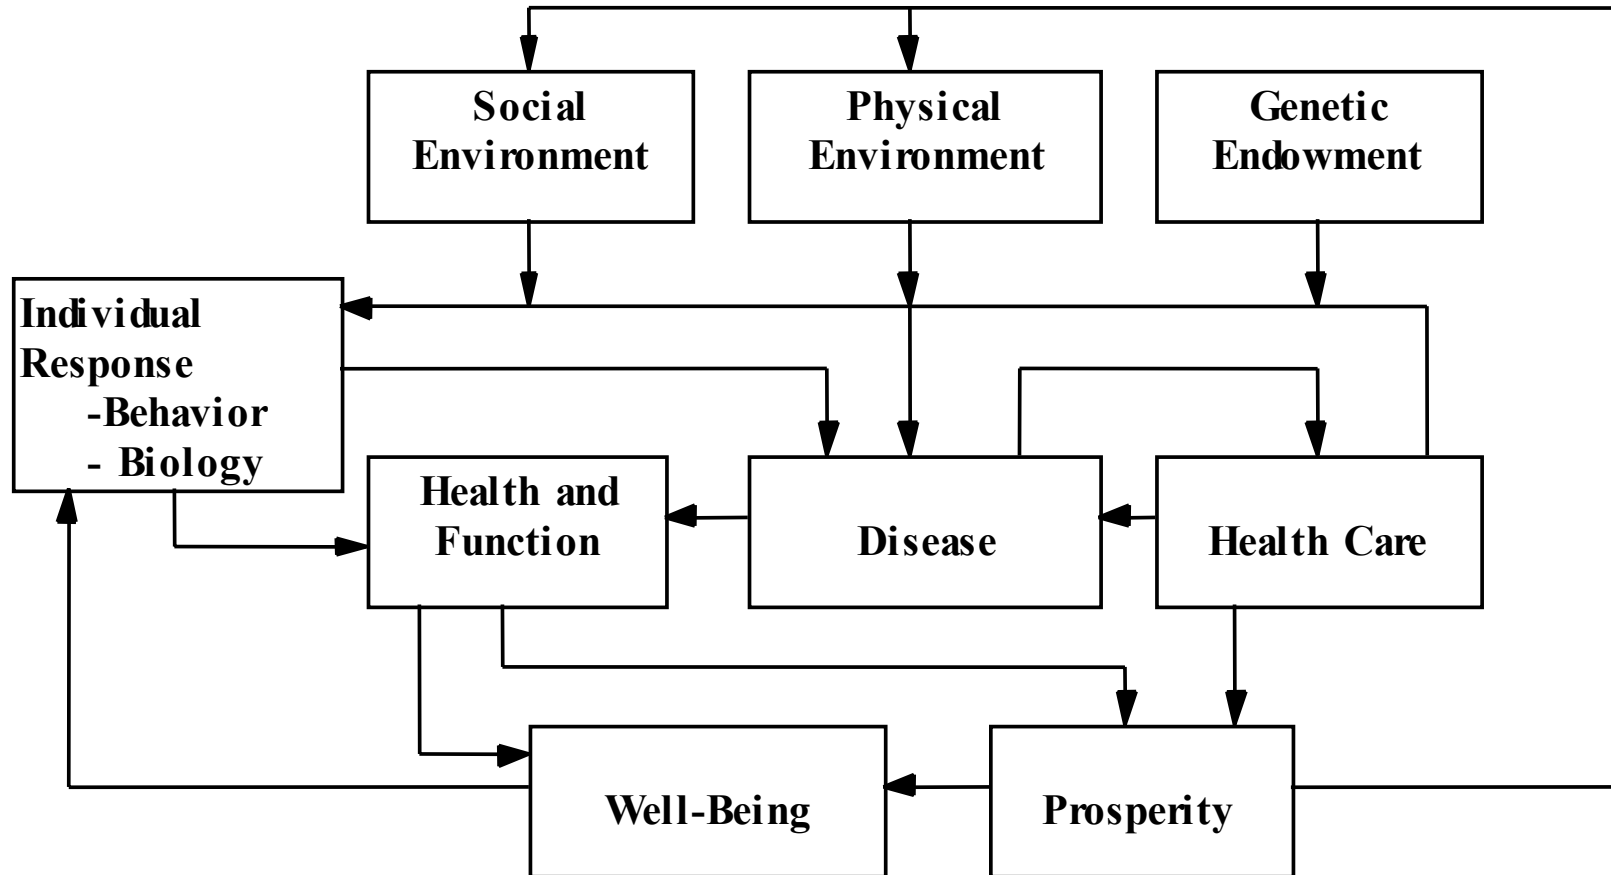 Social
Environment
Physical
Environment
Genetic
Endowment
Individual
Response
-Behavior
- Biology
Health and
Function
Disease
Health Care
Well-Being
Prosperity